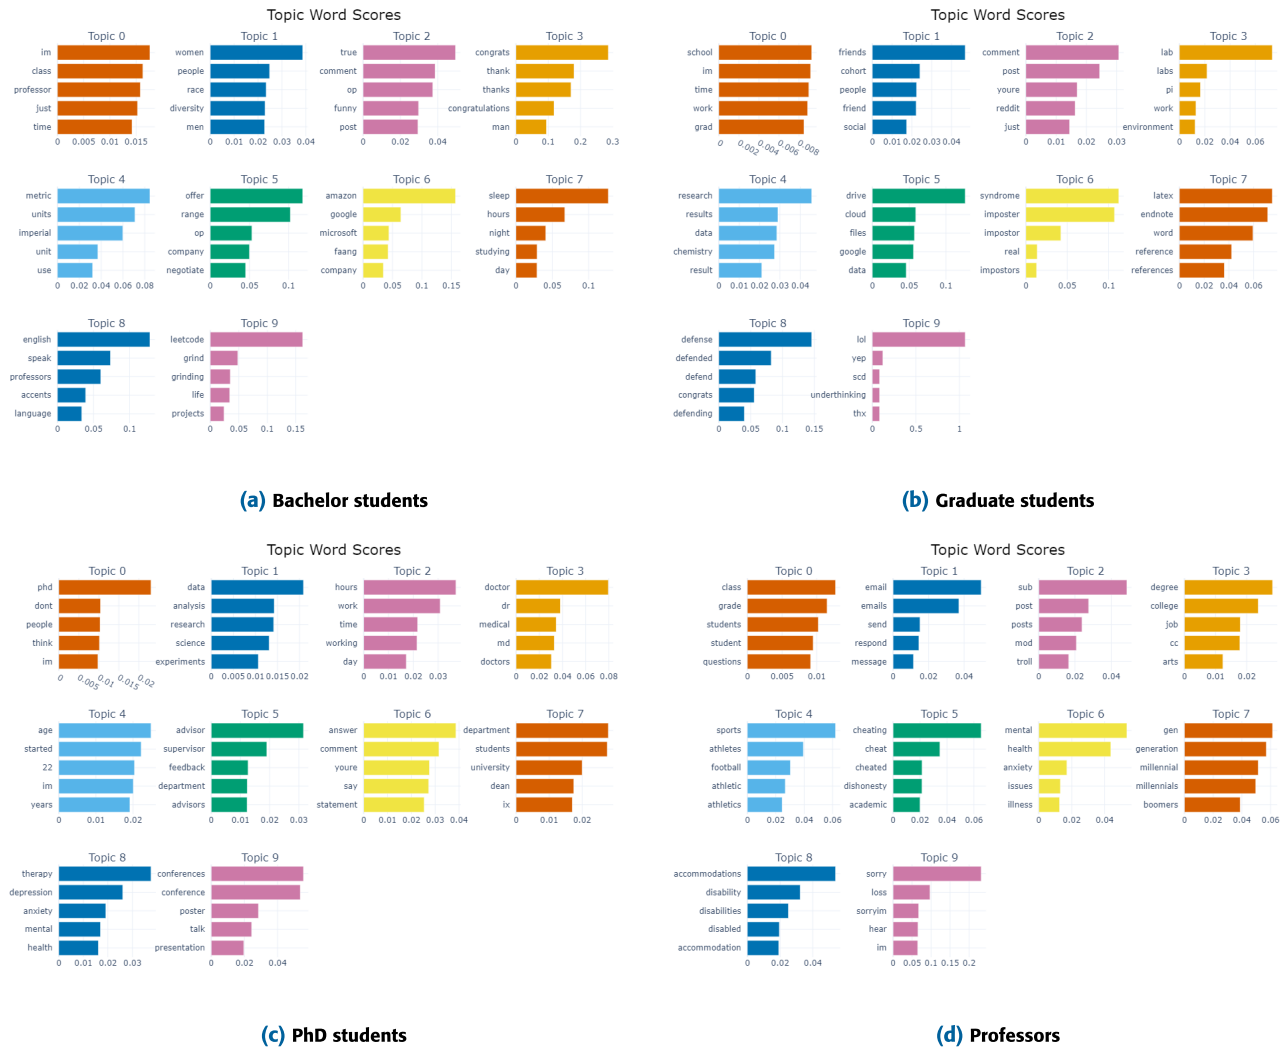 Topic Word Scores
Topic 0
im
class
professor
just
time
0 0.005 0.01 0.015
Topic 1
women
people
race
diversity
men
0 0.01 0.02 0.03 0.04
Topic 2
true
comment
op
funny
post
0 0.02 0.04
Topic 3
congrats
thank
thanks
congratulations
man
0 0.1 0.2 0.3
Topic 4
metric
units
imperial
unit
use
0 0.02 0.04 0.06 0.08
Topic 5
offer
range
op
company
negotiate
0 0.05 0.1
Topic 6
amazon
google
microsoft
faang
company
0 0.05 0.1 0.15
Topic 7
sleep
hours
night
studying
day
0 0.05 0.1
Topic 8
english
speak
professors
accents
language
0 0.05 0.1
Topic 9
leetcode
grind
grinding
life
projects
0 0.05 0.1 0.15
(a) Bachelor students
Topic Word Scores
Topic 0
school
im
time
work
grad
0 0.002 0.004 0.006 0.008
Topic 1
friends
cohort
people
friend
social
0 0.01 0.02 0.03 0.04
Topic 2
comment
post
youre
reddit
just
0 0.01 0.02 0.03
Topic 3
lab
labs
pi
work
environment
0 0.02 0.04 0.06
Topic 4
research
results
data
chemistry
result
0 0.01 0.02 0.03 0.04
Topic 5
drive
cloud
files
google
data
0 0.05 0.1
Topic 6
syndrome
imposter
impostor
real
impostors
0 0.05 0.1
Topic 7
latex
endnote
word
reference
references
0 0.02 0.04 0.06
Topic 8
defense
defended
defend
congrats
defending
0 0.05 0.1 0.15
Topic 9
lol
yep
scd
underthinking
thx
0 0.5 1
(b) Graduate students
Topic Word Scores
Topic 0
phd
dont
people
think
im
0 0.005 0.01 0.015 0.02
Topic 1
data
analysis
research
science
experiments
0 0.005 0.01 0.015 0.02
Topic 2
hours
work
time
working
day
0 0.01 0.02 0.03
Topic 3
doctor
dr
medical
md
doctors
0 0.02 0.04 0.06 0.08
Topic 4
age
started
22
im
years
0 0.01 0.02
Topic 5
advisor
supervisor
feedback
department
advisors
0 0.01 0.02 0.03
Topic 6
answer
comment
youre
say
statement
0 0.01 0.02 0.03 0.04
Topic 7
department
students
university
dean
ix
0 0.01 0.02
Topic 8
therapy
depression
anxiety
mental
health
0 0.01 0.02 0.03
Topic 9
conferences
conference
poster
talk
presentation
0 0.02 0.04
(c) PhD students
Topic Word Scores
Topic 0
class
grade
students
student
questions
0 0.005 0.01
Topic 1
email
emails
send
respond
message
0 0.02 0.04
Topic 2
sub
post
posts
mod
troll
0 0.02 0.04
Topic 3
degree
college
job
cc
arts
0 0.01 0.02
Topic 4
sports
athletes
football
athletic
athletics
0 0.02 0.04 0.06
Topic 5
cheating
cheat
cheated
dishonesty
academic
0 0.02 0.04 0.06
Topic 6
mental
health
anxiety
issues
illness
0 0.02 0.04
Topic 7
gen
generation
millennial
millennials
boomers
0 0.02 0.04 0.06
Topic 8
accommodations
disability
disabilities
disabled
accommodation
0 0.02 0.04
Topic 9
sorry
loss
sorryim
hear
im
0 0.05 0.1 0.15 0.2
(d) Professors